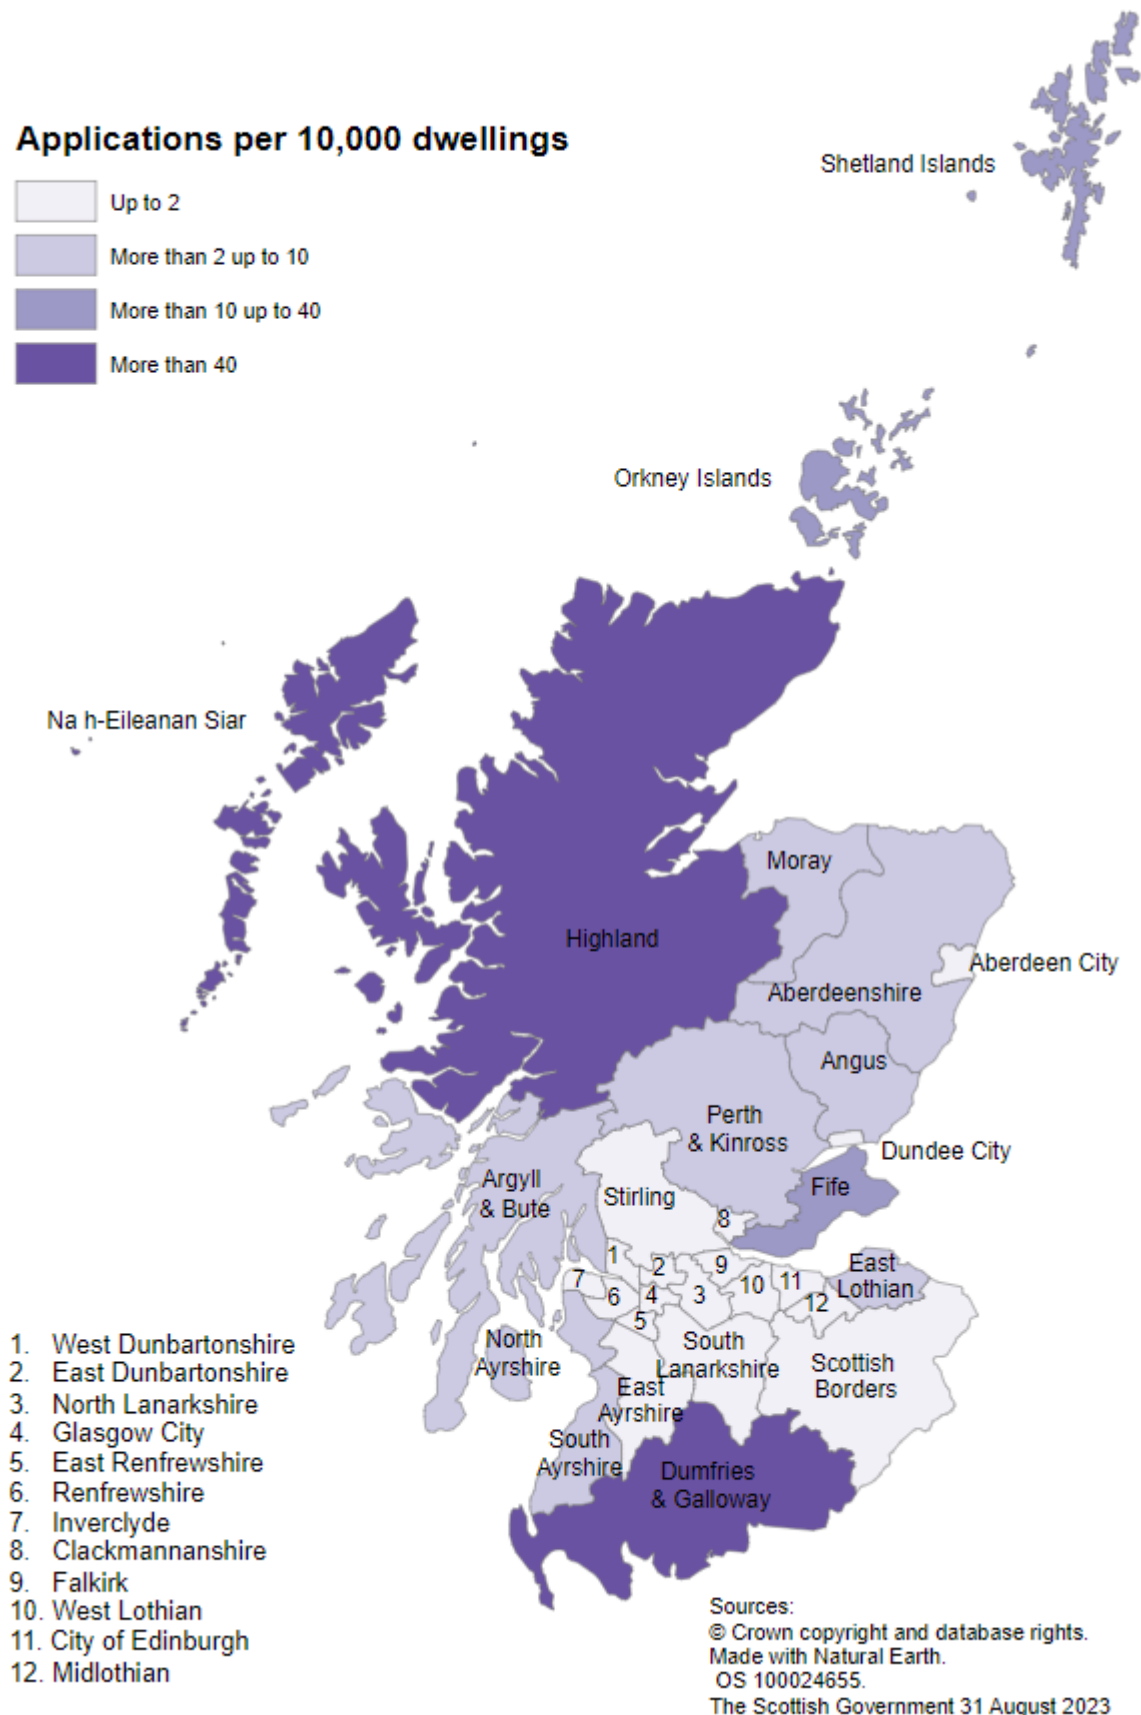 Applications per 10,000 dwellings
Up to 2
More than 2 up to 10
More than 10 up to 40
More than 40
Shetland Islands
Orkney Islands
Na h-Eileanan Siar
Moray
Highland
Aberdeen City
Aberdeenshire
Angus
Perth
& Kinross
Dundee City
Argyll
& Bute
Stirling
Fife
8
1
2
9
East
Lothian
7
6
4
3
10
11
12
5
North
Ayrshire
South
Lanarkshire
Scottish
Borders
East
Ayrshire
South
Ayrshire
Dumfries
& Galloway
1. West Dunbartonshire
2. East Dunbartonshire
3. North Lanarkshire
4. Glasgow City
5. East Renfrewshire
6. Renfrewshire
7. Inverclyde
8. Clackmannanshire
9. Falkirk
10. West Lothian
11. City of Edinburgh
12. Midlothian
Sources:
© Crown copyright and database rights.
Made with Natural Earth.
OS 100024655.
The Scottish Government 31 August 2023